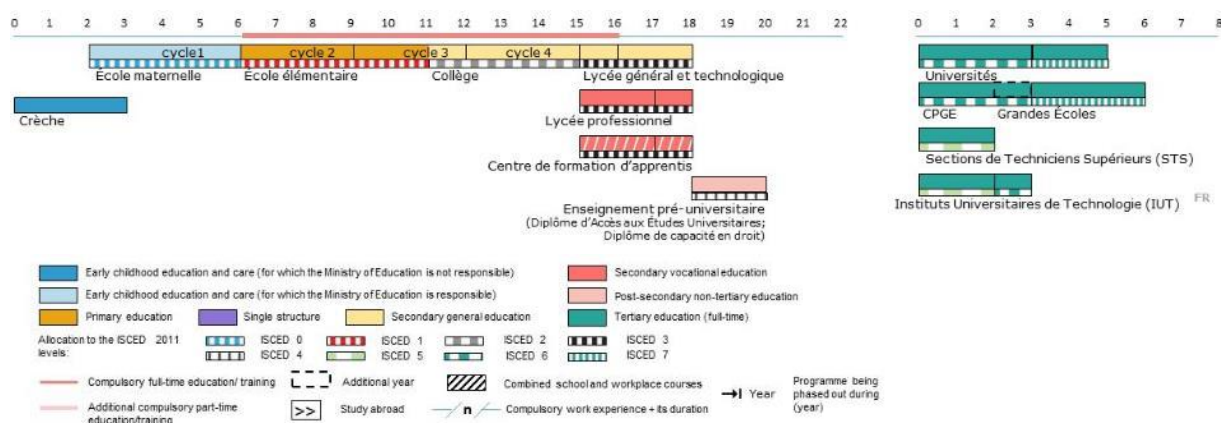 0 1 2 3 4 5 6 7 8 9 10 11 12 13 14 15 16 17 18 19 20 21 22
cycle1 cycle 2 cycle 3 cycle 4
École maternelle École élémentaire Collège Lycée général et technologique
Crèche
Lycée professionnel
Centre de formation d'apprentis
Enseignement pré-universitaire
(Diplôme d'Accès aux Études Universitaires;
Diplôme de capacité en droit)
0 1 2 3 4 5 6 7 8
Universités
CPGE Grandes Écoles
Sections de Techniciens Supérieurs (STS)
Instituts Universitaires de Technologie (IUT)
FR
Early childhood education and care (for which the Ministry of Education is not responsible) Secondary vocational education
Early childhood education and care (for which the Ministry of Education is responsible) Post-secondary non-tertiary education
Primary education Single structure Secondary general education Tertiary education (full-time)
Allocation to the ISCED 2011
levels:
ISCED 0 ISCED 1 ISCED 2 ISCED 3
ISCED 4 ISCED 5 ISCED 6 ISCED 7
Compulsory full-time education/ training Additional year Combined school and workplace courses Year
Programme being
phased out during
(year)
Additional compulsory part-time
education/training
>> Study abroad n Compulsory work experience + its duration